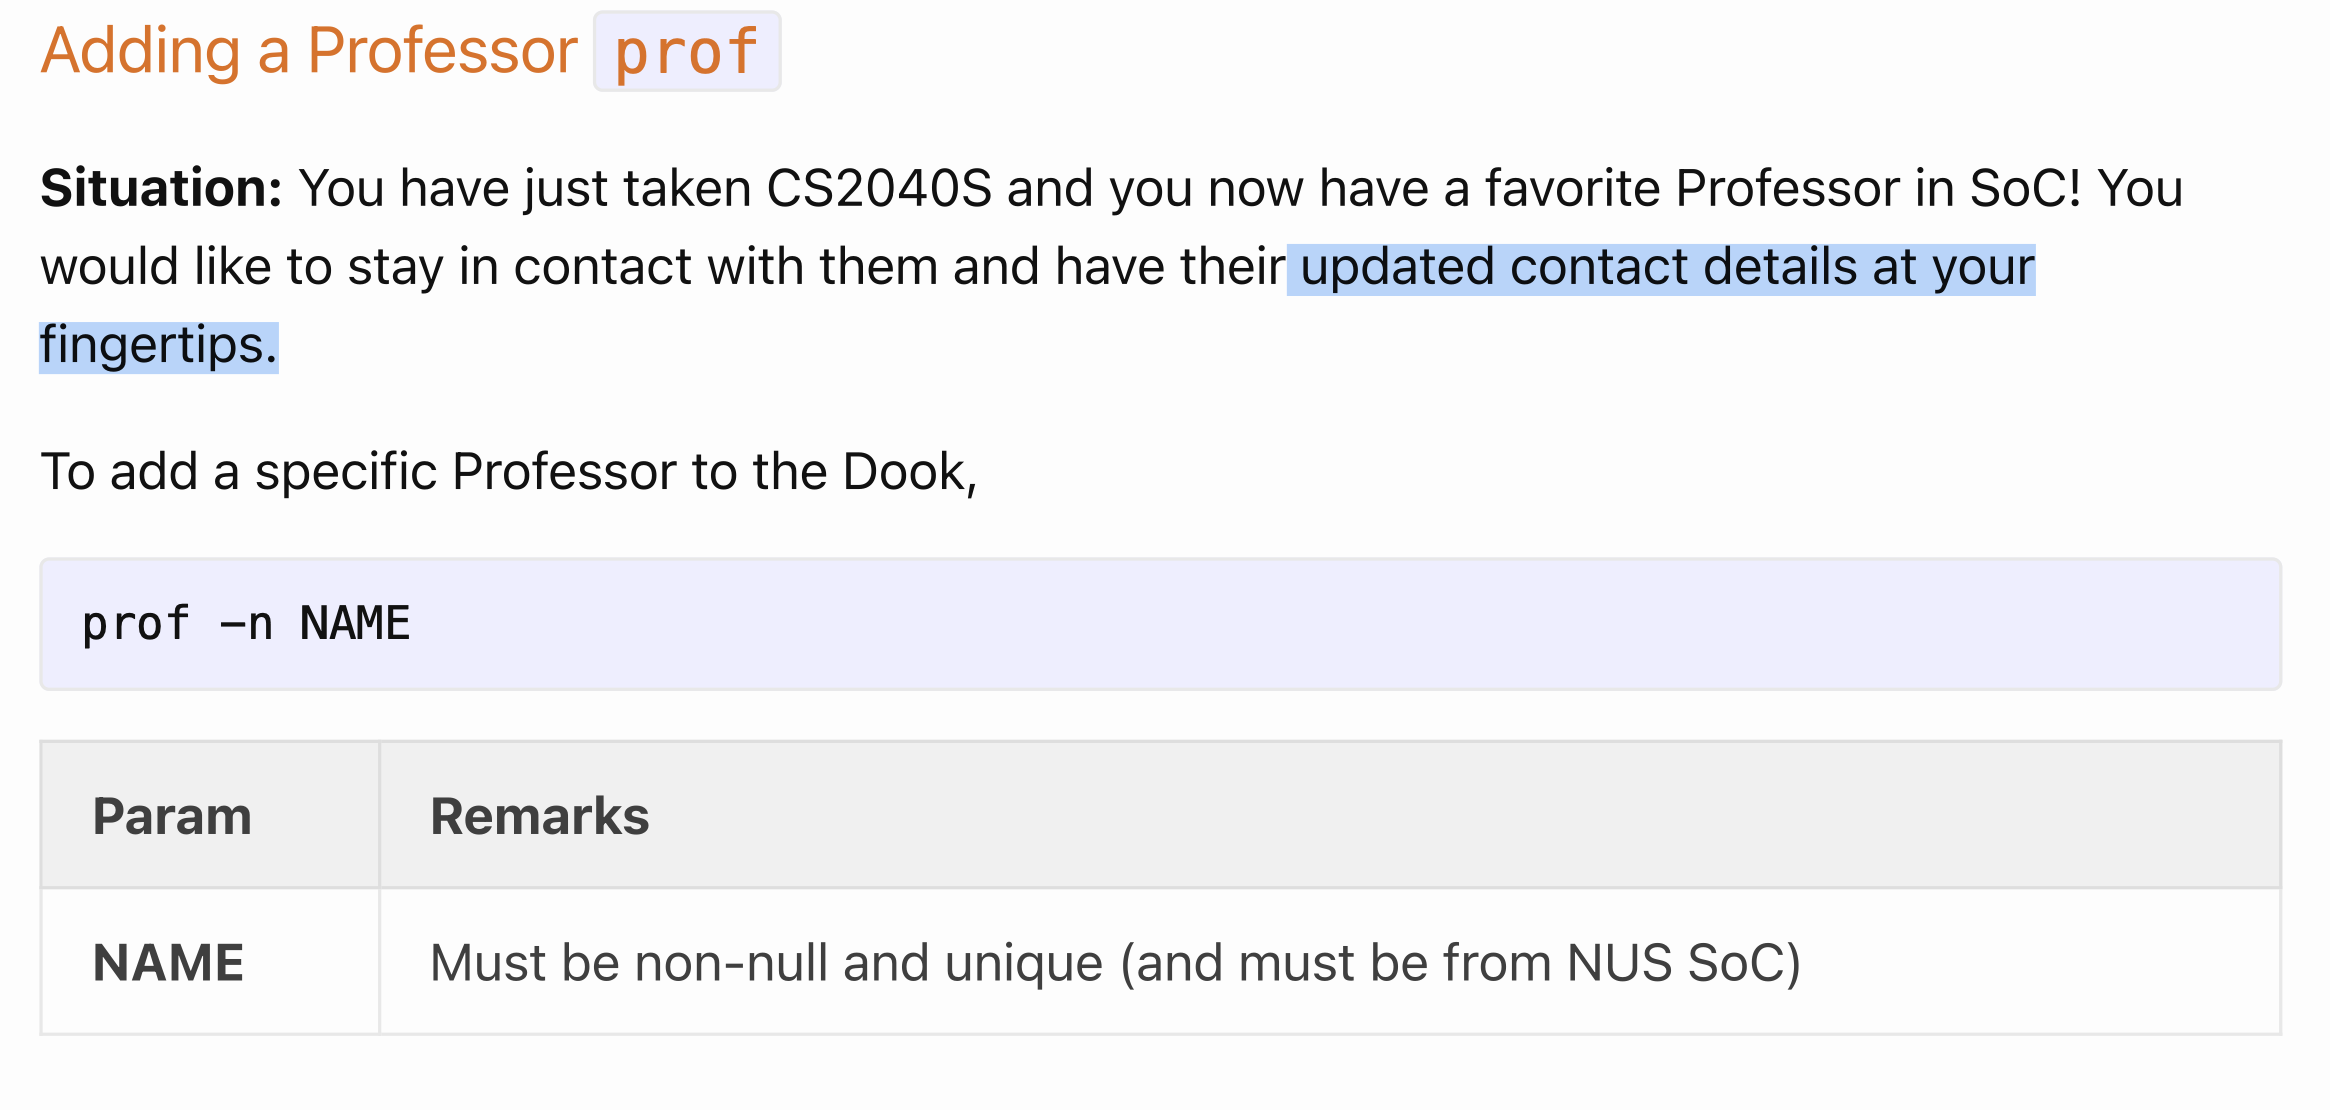 Adding a Professor prof
Situation: You have just taken CS2040S and you now have a favorite Professor in SoC! You
would like to stay in contact with them and have their updated contact details at your
fingertips.
To add a specific Professor to the Dook,
prof -n NAME
Param Remarks
NAME Must be non-null and unique (and must be from NUS SoC)